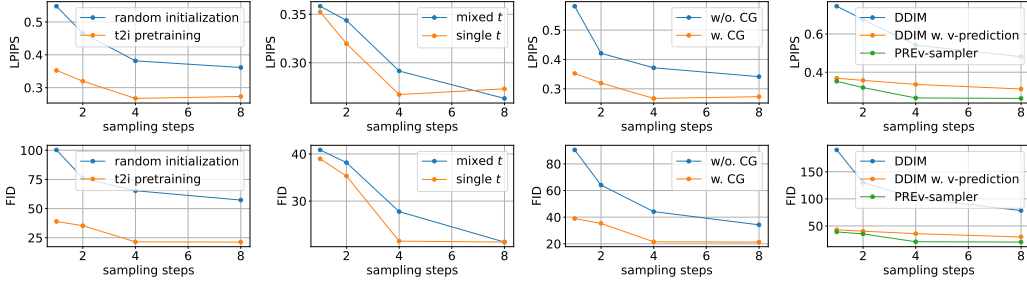 LPIPS
0.5
0.4
0.3
random initialization
t2i pretraining
2
4
6
8
sampling steps
LPIPS
0.35
0.30
mixed t
single t
2
4
6
8
sampling steps
LPIPS
0.5
0.4
0.3
w/o. CG
w. CG
2
4
6
8
sampling steps
LPIPS
0.6
0.4
DDIM
DDIM w. v-prediction
PREv-sampler
2
4
6
8
sampling steps
FID
100
75
50
25
random initialization
t2i pretraining
2
4
6
8
sampling steps
FID
40
30
mixed t
single t
2
4
6
8
sampling steps
FID
80
60
40
20
w/o. CG
w. CG
2
4
6
8
sampling steps
FID
150
100
50
DDIM
DDIM w. v-prediction
PREv-sampler
2
4
6
8
sampling steps